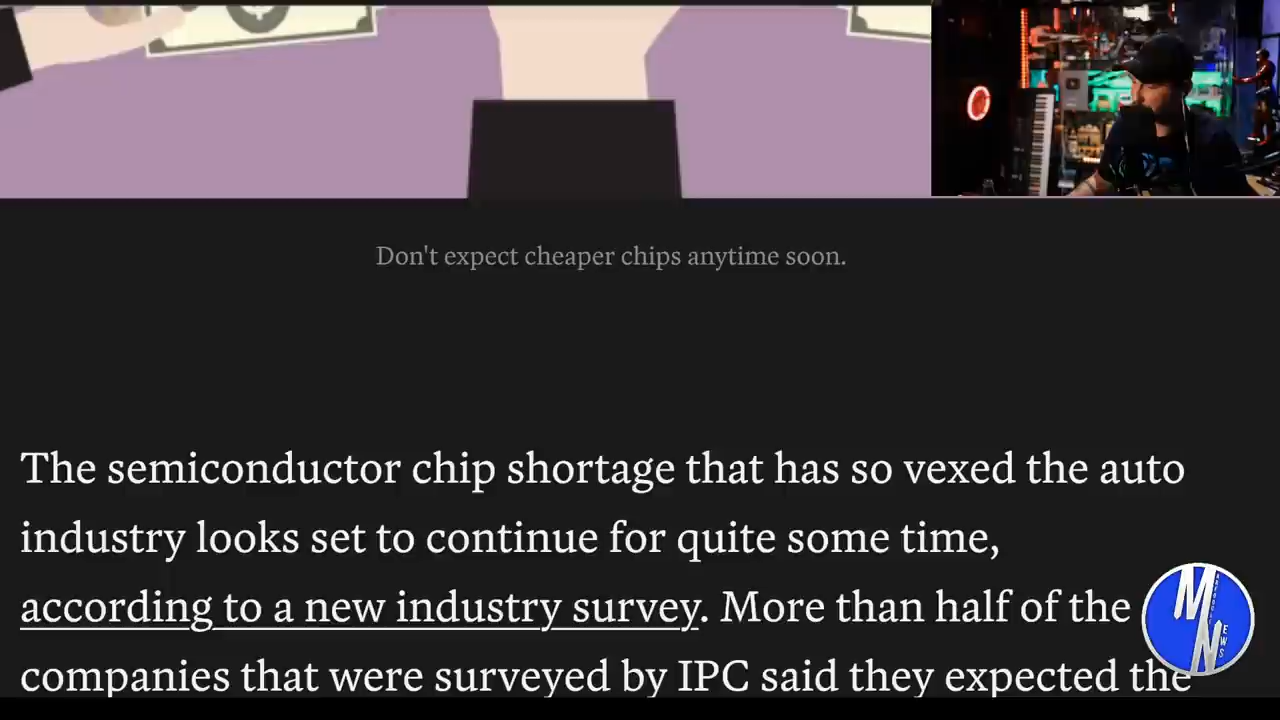 Don't expect cheaper chips anytime soon.
The semiconductor chip shortage that has so vexed the auto
industry looks set to continue for quite some time,
according to a new industry survey. More than half of the
companies that were surveyed by IPC said they expected the
MN
EWS